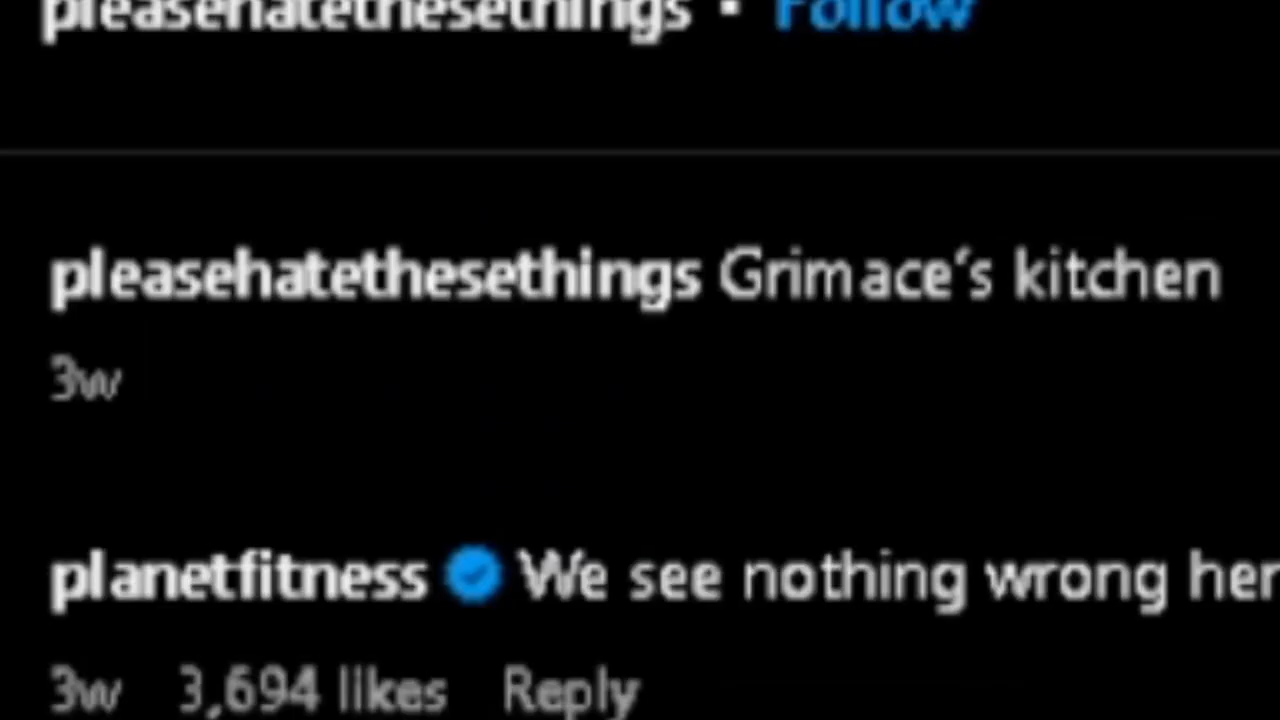 pleasehatethesethings • Follow
pleasehatethesethings Grimace's kitchen
3w
planetfitness We see nothing wrong her
3w 3,694 likes Reply